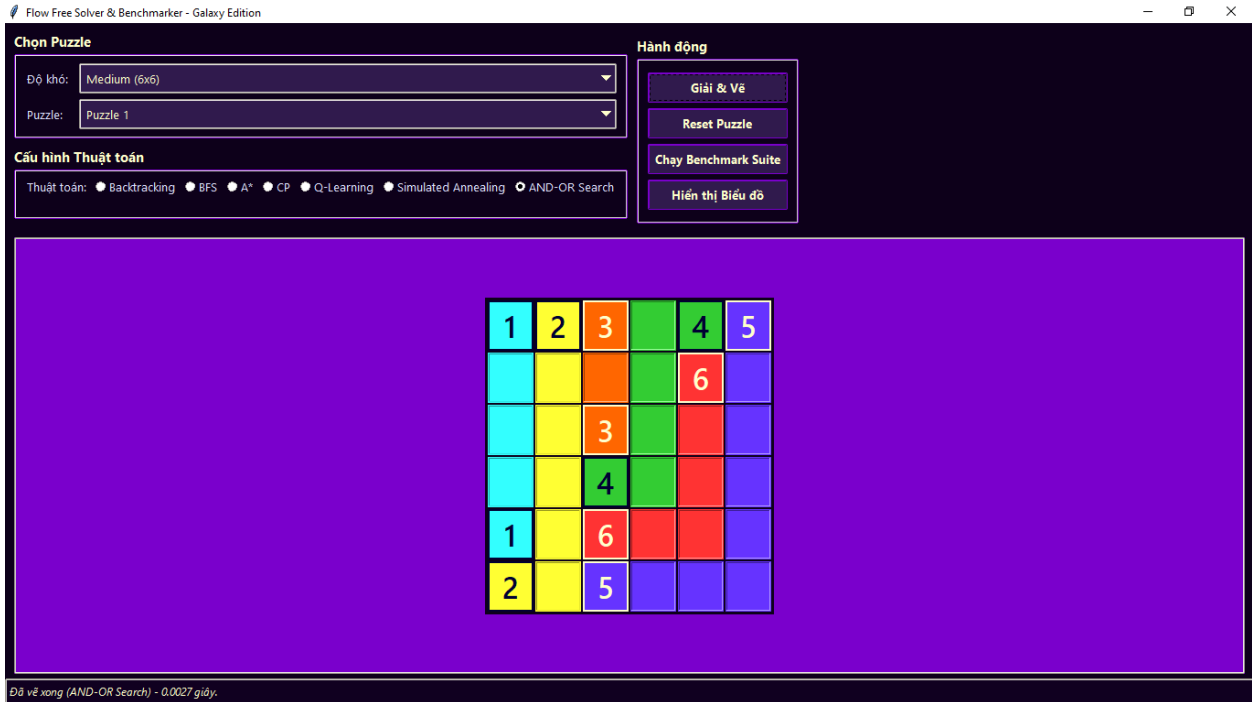 Flow Free Solver & Benchmarker - Galaxy Edition
Chọn Puzzle
Độ khó: Medium (6x6)
Puzzle: Puzzle 1
Cấu hình Thuật toán
Thuật toán: Backtracking BFS A* CP Q-Learning Simulated Annealing AND-OR Search
Hành động
Giải & Vẽ
Reset Puzzle
Chạy Benchmark Suite
Hiển thị Biểu đồ
1 2 3 4 5
6
3
4
1 6
2 5
Đã vẽ xong (AND-OR Search) - 0.0027 giây.